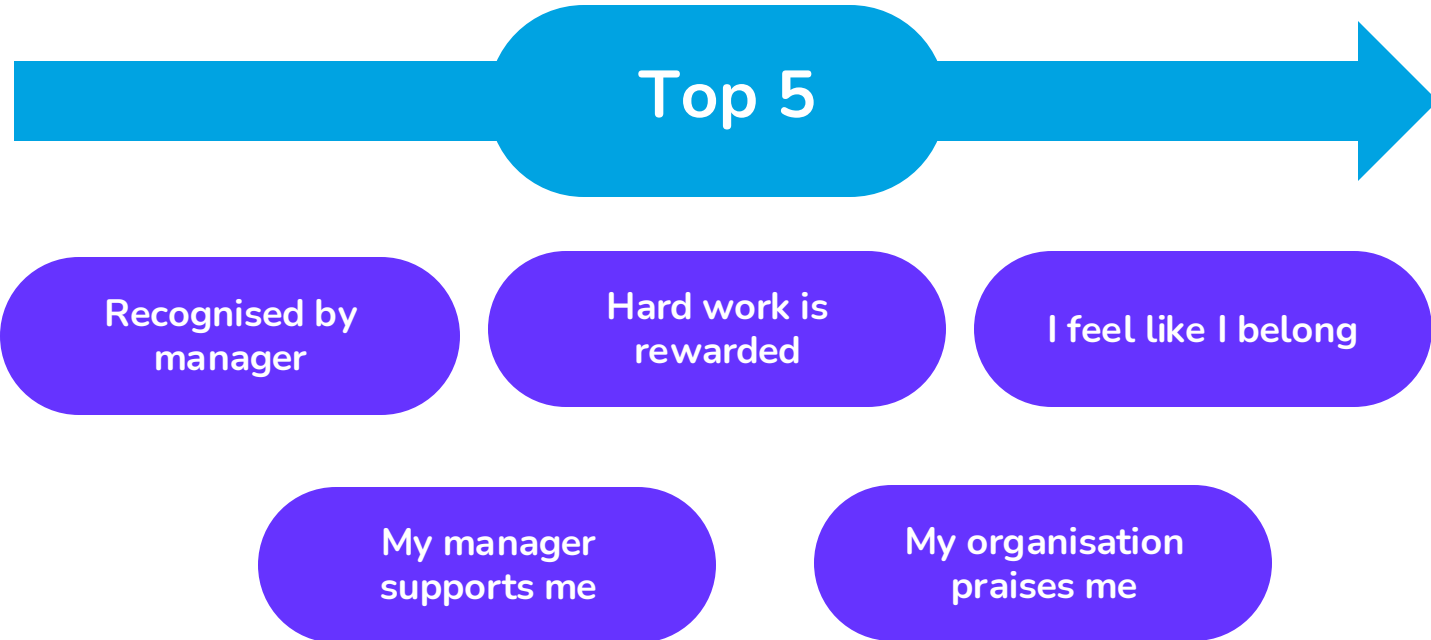 Top 5
Recognised by
manager
Hard work is
rewarded
I feel like I belong
My manager
supports me
My organisation
praises me